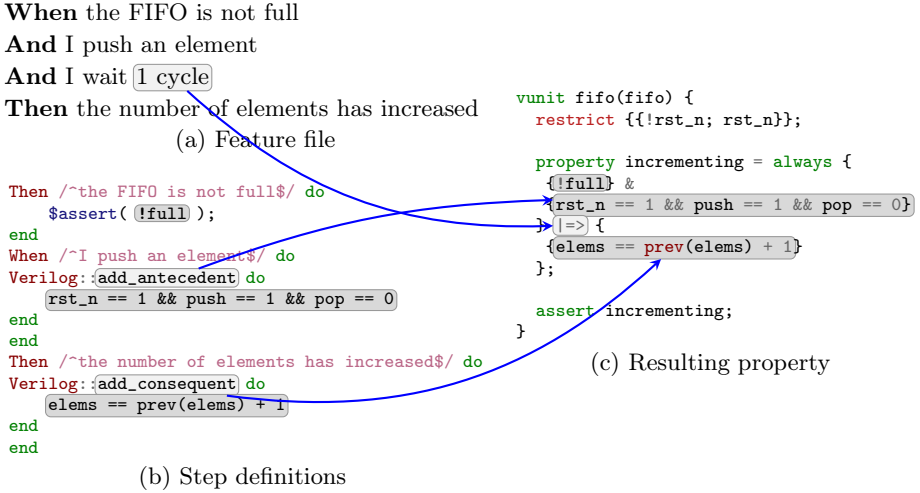 When the FIFO is not full
And I push an element
And I wait 1 cycle
Then the number of elements has increased
(a) Feature file
Then /^the FIFO is not full$/ do
$assert( !full );
end
When /^I push an element$/ do
Verilog::add_antecedent do
rst_n == 1 && push == 1 && pop == 0
end
end
Then /^the number of elements has increased$/ do
Verilog::add_consequent do
elems == prev(elems) + 1
end
end
(b) Step definitions
vunit fifo(fifo) {
restrict {{!rst_n; rst_n}};
property incrementing = always {
{!full} &
{rst_n == 1 && push == 1 && pop == 0}
} |=> {
{elems == prev(elems) + 1}
};
assert incrementing;
}
(c) Resulting property